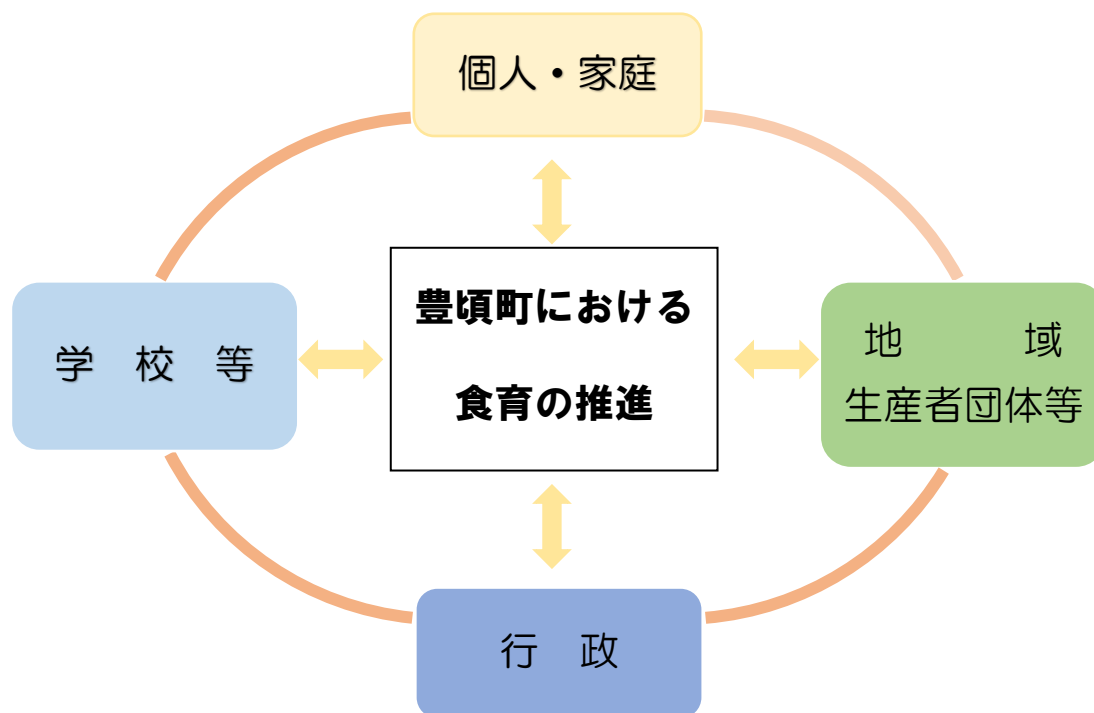 個人・家庭
豊頃町における
食育の推進
学　校　等
地　　　域
生産者団体等
行　政